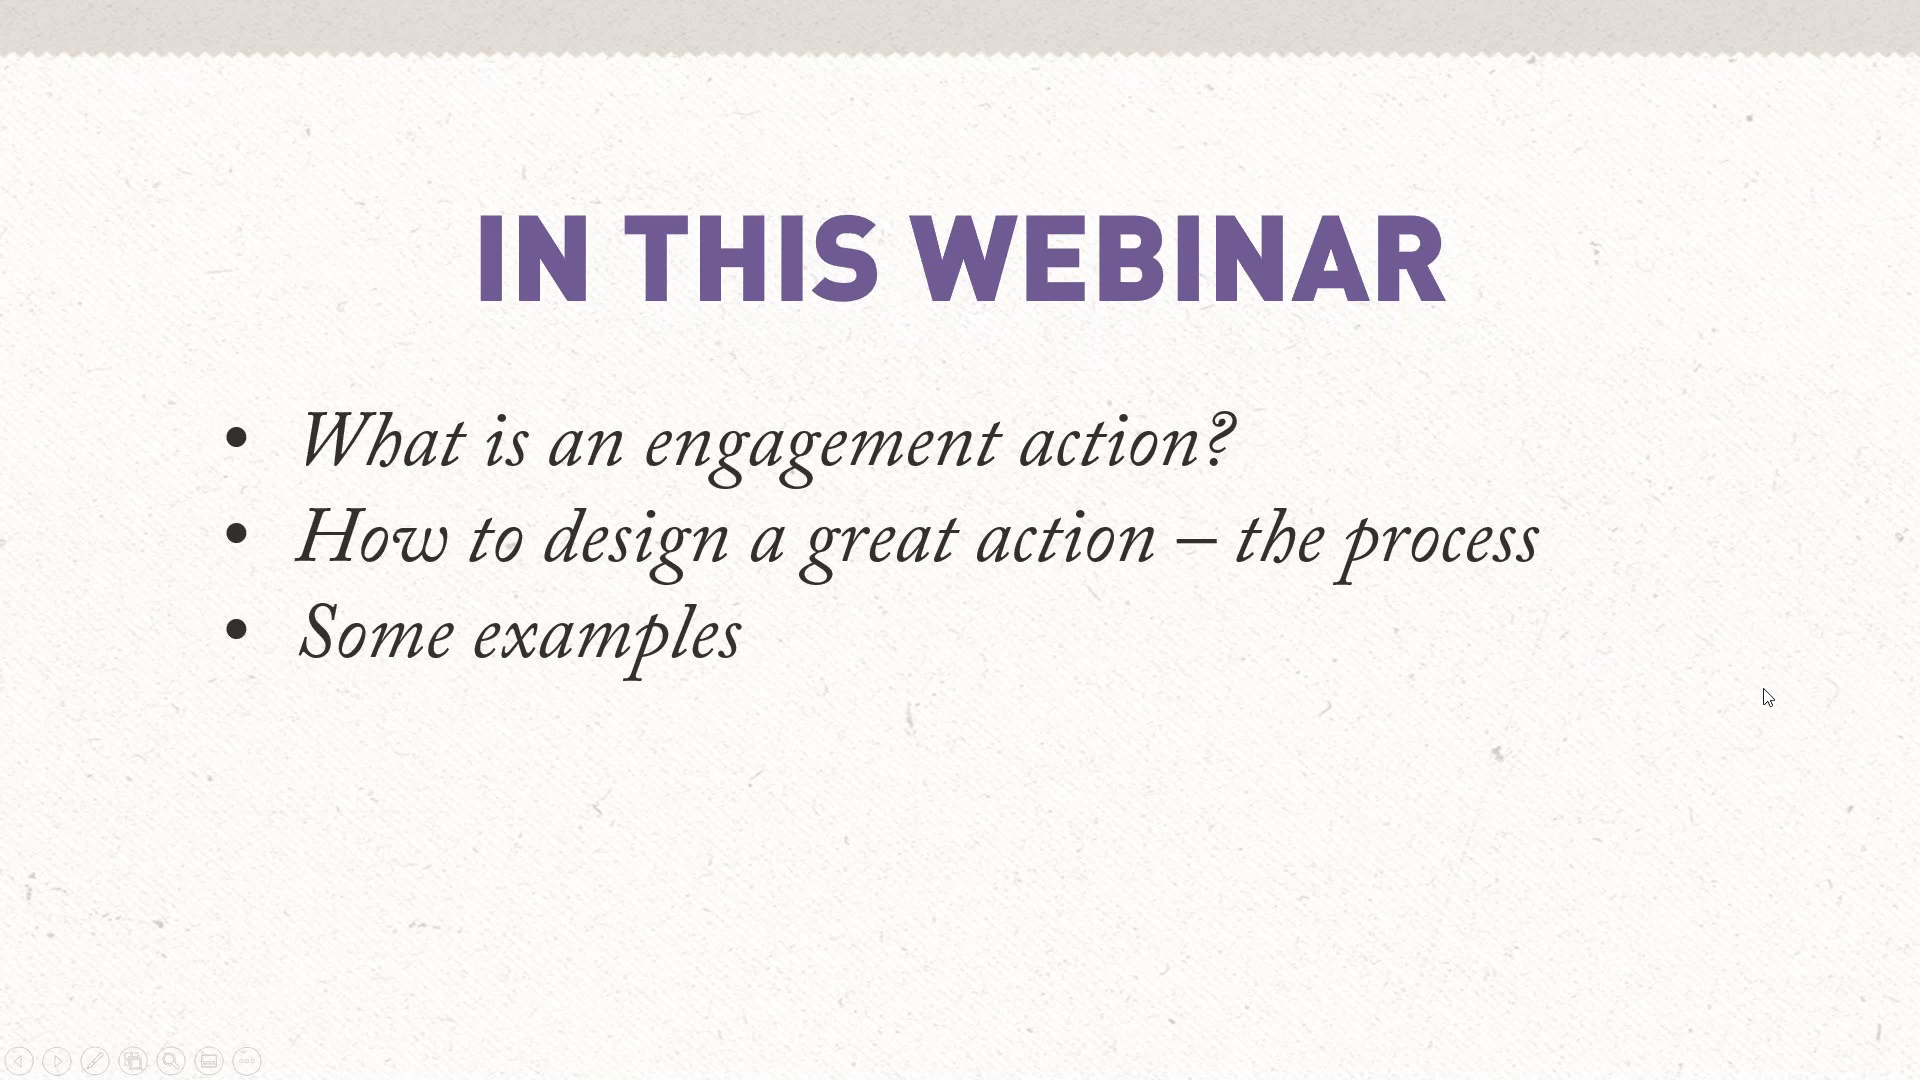 IN THIS WEBINAR
• What is an engagement action?
• How to design a great action – the process
• Some examples